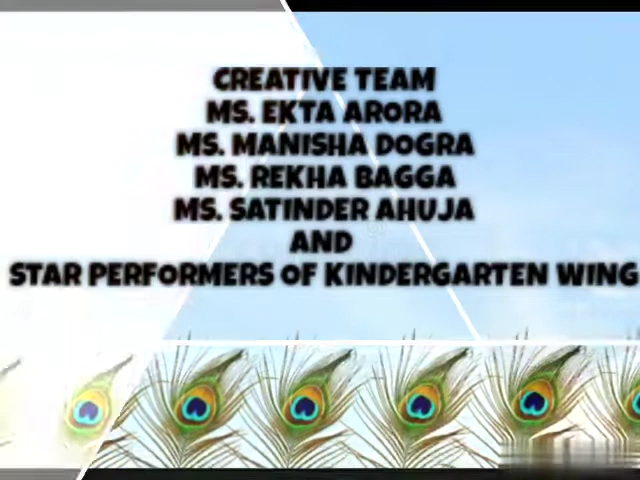 CREATIVE TEAM
MS. EKTA ARORA
MS. MANISHA DOGRA
MS. REKHA BAGGA
MS. SATINDER AHUJA
AND
STAR PERFORMERS OF KINDERGARTEN WING